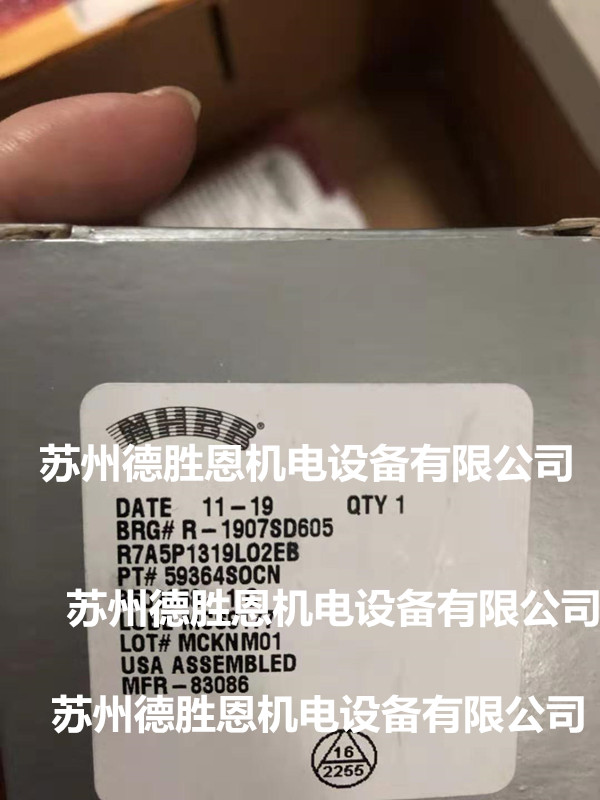 NHBB®
苏州德胜恩机电设备有限公司
DATE 11-19 QTY 1
BRG# R-1907SD605
R7A5P1319LO2EB
PT# 59364SOCN
苏州德胜恩机电设备有限公司
LOT# MCKNM01
USA ASSEMBLED
MFR-83086
苏州德胜恩机电设备有限公司
16
2255